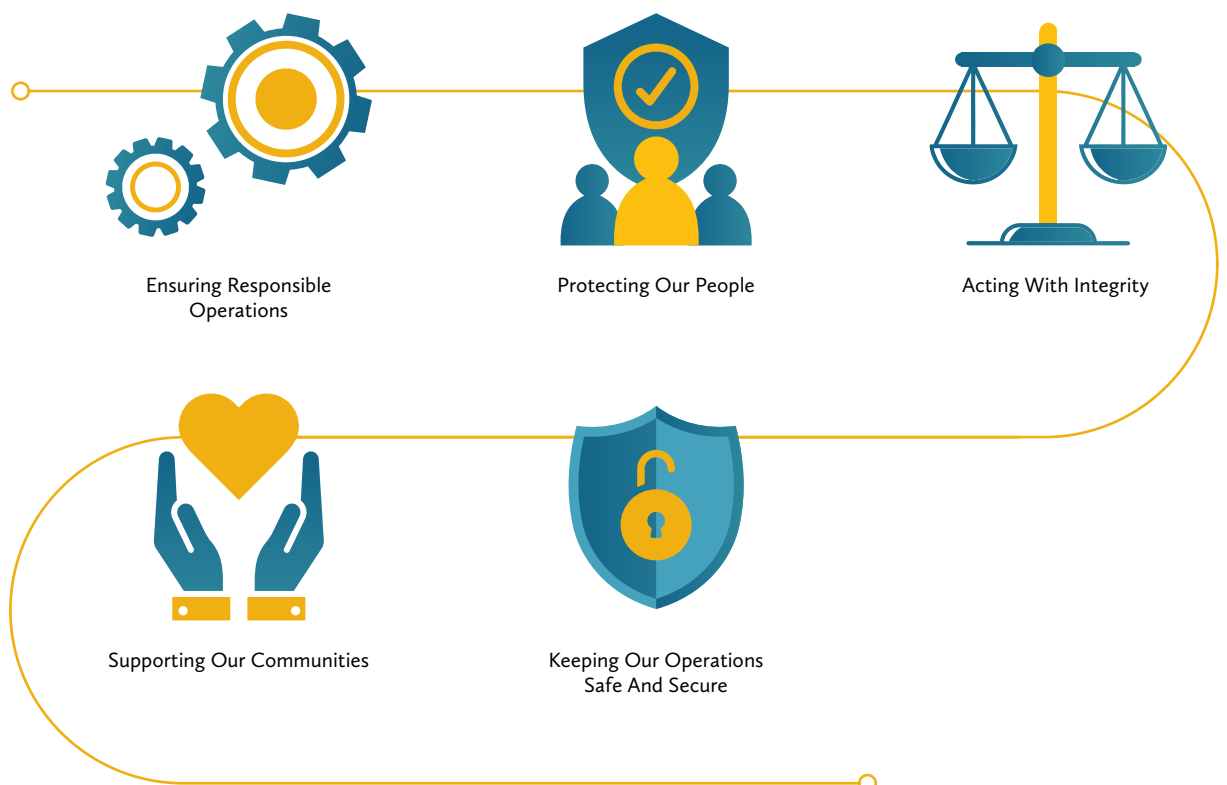 Ensuring Responsible
Operations
Protecting Our People
Acting With Integrity
Supporting Our Communities
Keeping Our Operations
Safe And Secure